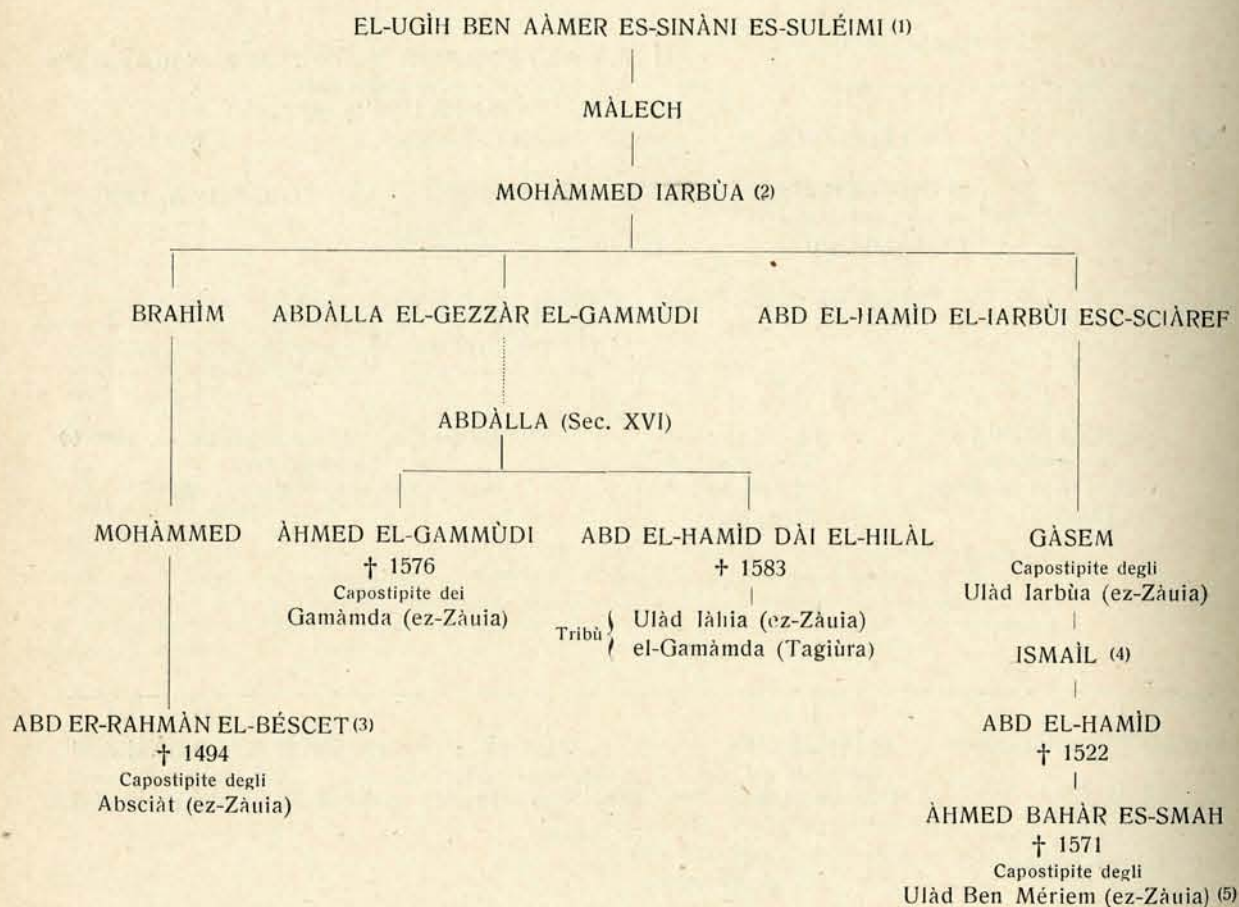 EL-UGÌH BEN AÀMER ES-SINÀNI ES-SULÉIMI (1)
MÀLECH
MOHÀMMED IARBÙA (2)
BRAHÌM ABDÀLLA EL-GEZZÀR EL-GAMMÙDI ABD EL-HAMÌD EL-IARBÙI ESC-SCIÀREF
ABDÀLLA (Sec. XVI)
MOHÀMMED ÀHMED EL-GAMMÙDI ABD EL-HAMÌD DÀI EL-HILÀL GÀSEM
† 1576 † 1583 Capostipite degli
Capostipite dei Ulàd Iarbùa (ez-Zàuia)
Gamàmda (ez-Zàuia) Tribù { Ulàd Iàhia (ez-Zàuia)
el-Gamàmda (Tagiùra)
ISMAÌL (4)
ABD ER-RAHMÀN EL-BÉSCET (3) ABD EL-HAMÌD
† 1494 † 1522
Capostipite degli
Absciàt (ez-Zàuia)
ÀHMED BAHÀR ES-SMAH
† 1571
Capostipite degli
Ulàd Ben Mériem (ez-Zàuia) (5)